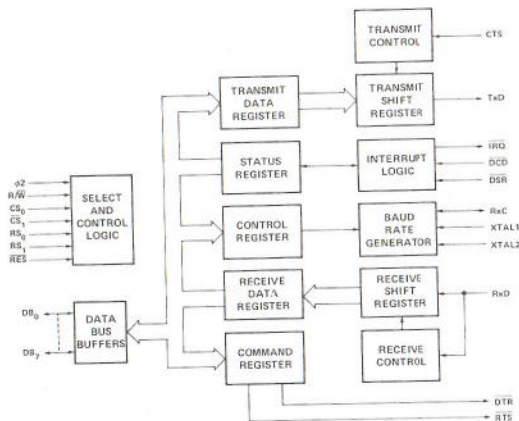 TRANSMIT
CONTROL
CTS
TRANSMIT
DATA
REGISTER
TRANSMIT
SHIFT
REGISTER
TxD
STATUS
REGISTER
INTERRUPT
LOGIC
IRQ
DCD
DSR
φ2
R/W
CS0
CS1
RS0
RS1
RES
SELECT
AND
CONTROL
LOGIC
CONTROL
REGISTER
BAUD
RATE
GENERATOR
RxC
XTAL1
XTAL2
RECEIVE
DATA
REGISTER
RECEIVE
SHIFT
REGISTER
RxD
DB0
DB7
DATA
BUS
BUFFERS
COMMAND
REGISTER
RECEIVE
CONTROL
DTR
RTS